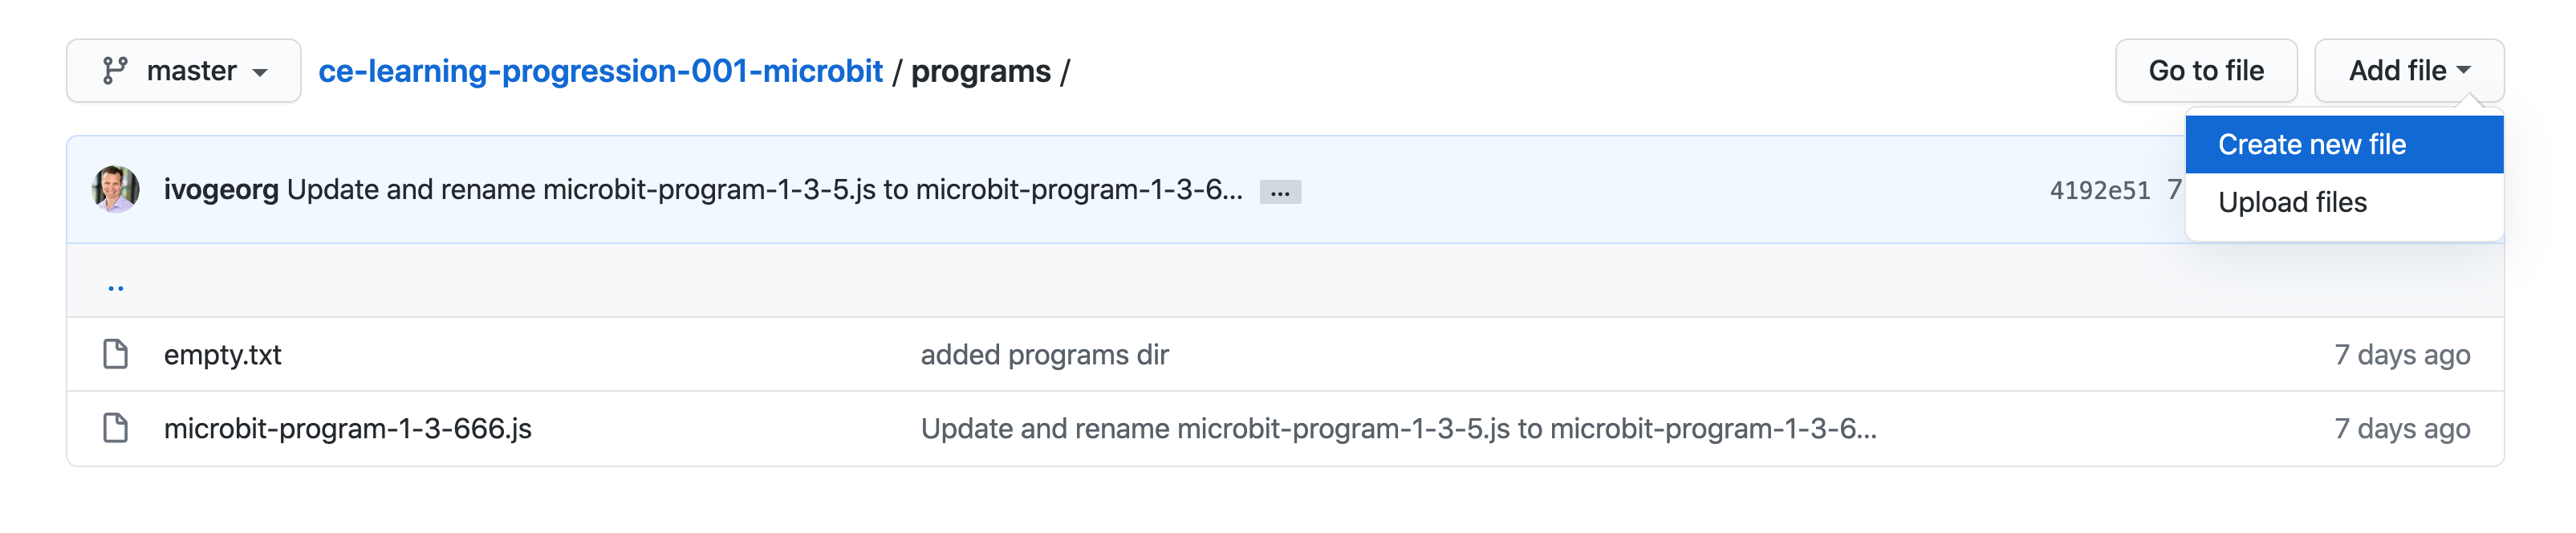 master ce-learning-progression-001-microbit / programs / Go to file Add file
Create new file
Upload files
ivogeorg Update and rename microbit-program-1-3-5.js to microbit-program-1-3-6... ... 4192e51 7
..
empty.txt added programs dir 7 days ago
microbit-program-1-3-666.js Update and rename microbit-program-1-3-5.js to microbit-program-1-3-6... 7 days ago